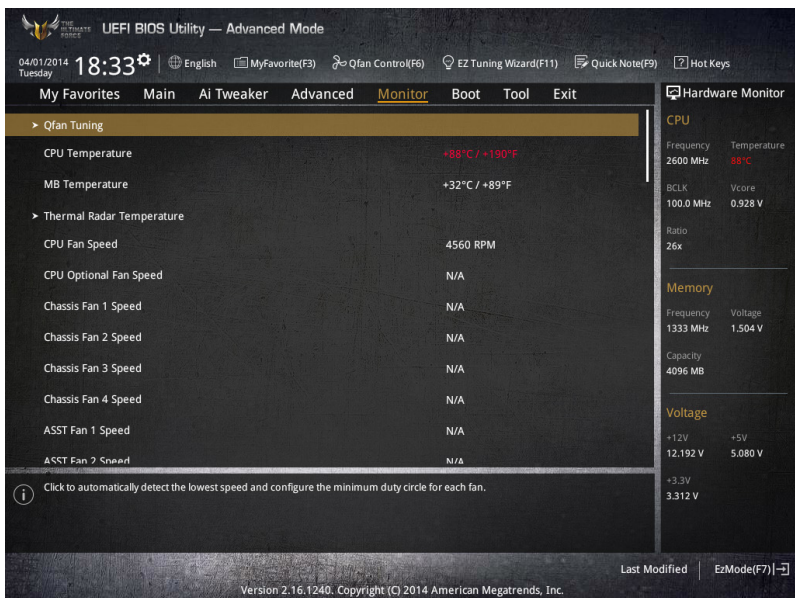 THE ULTIMATE FORCE
UEFI BIOS Utility — Advanced Mode
04/01/2014
Tuesday
18:33
English
MyFavorite(F3)
Qfan Control(F6)
EZ Tuning Wizard(F11)
Quick Note(F9)
? Hot Keys
My Favorites Main Ai Tweaker Advanced Monitor Boot Tool Exit
> Qfan Tuning
CPU Temperature +88°C / +190°F
MB Temperature +32°C / +89°F
> Thermal Radar Temperature
CPU Fan Speed 4560 RPM
CPU Optional Fan Speed N/A
Chassis Fan 1 Speed N/A
Chassis Fan 2 Speed N/A
Chassis Fan 3 Speed N/A
Chassis Fan 4 Speed N/A
ASST Fan 1 Speed N/A
ASST Fan 2 Speed N/A
Click to automatically detect the lowest speed and configure the minimum duty circle for each fan.
Hardware Monitor
CPU
Frequency Temperature
2600 MHz 88°C
BCLK Vcore
100.0 MHz 0.928 V
Ratio
26x
Memory
Frequency Voltage
1333 MHz 1.504 V
Capacity
4096 MB
Voltage
+12V +5V
12.192 V 5.080 V
+3.3V
3.312 V
Last Modified
EzMode(F7)
Version 2.16.1240. Copyright (C) 2014 American Megatrends, Inc.